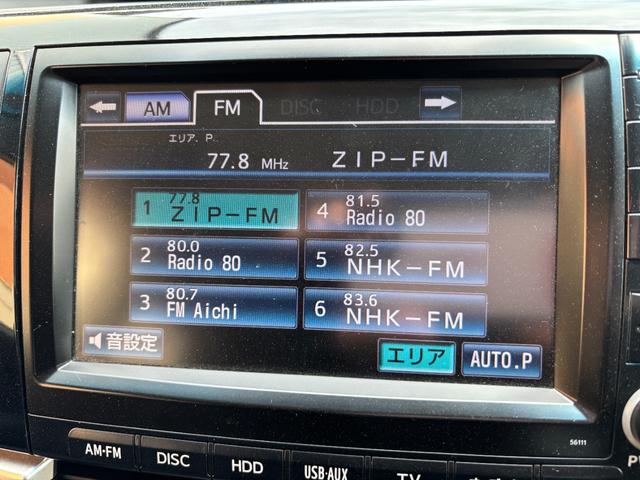 AM FM DISC HDD
エリア. P.
77.8 MHz ZIP-FM
1 77.8 ZIP-FM
4 81.5 Radio 80
2 80.0 Radio 80
5 82.5 NHK-FM
3 80.7 FM Aichi
6 83.6 NHK-FM
音設定 エリア AUTO.P
56111
AM·FM DISC HDD USB·AUX TV